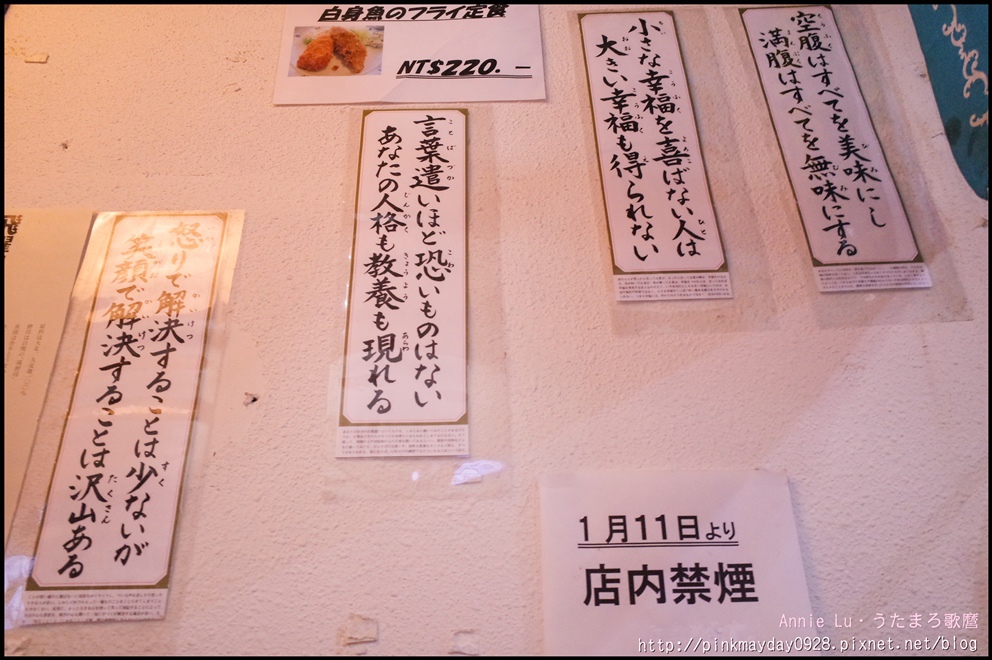 白身魚のフライ定食
NT$220.－
空腹はすべてを美味にし
満腹はすべてを無味にする
小さな幸福を喜ばない人は
大きい幸福も得られない
言葉遣いほど恐いものはない
あなたの人格も教養も現れる
怒りで解決することは少ないが
笑顔で解決することは沢山ある
1月11日より
店内禁煙
Annie Lu・うたまろ歌麿
http://pinkmayday0928.pixnet.net/blog